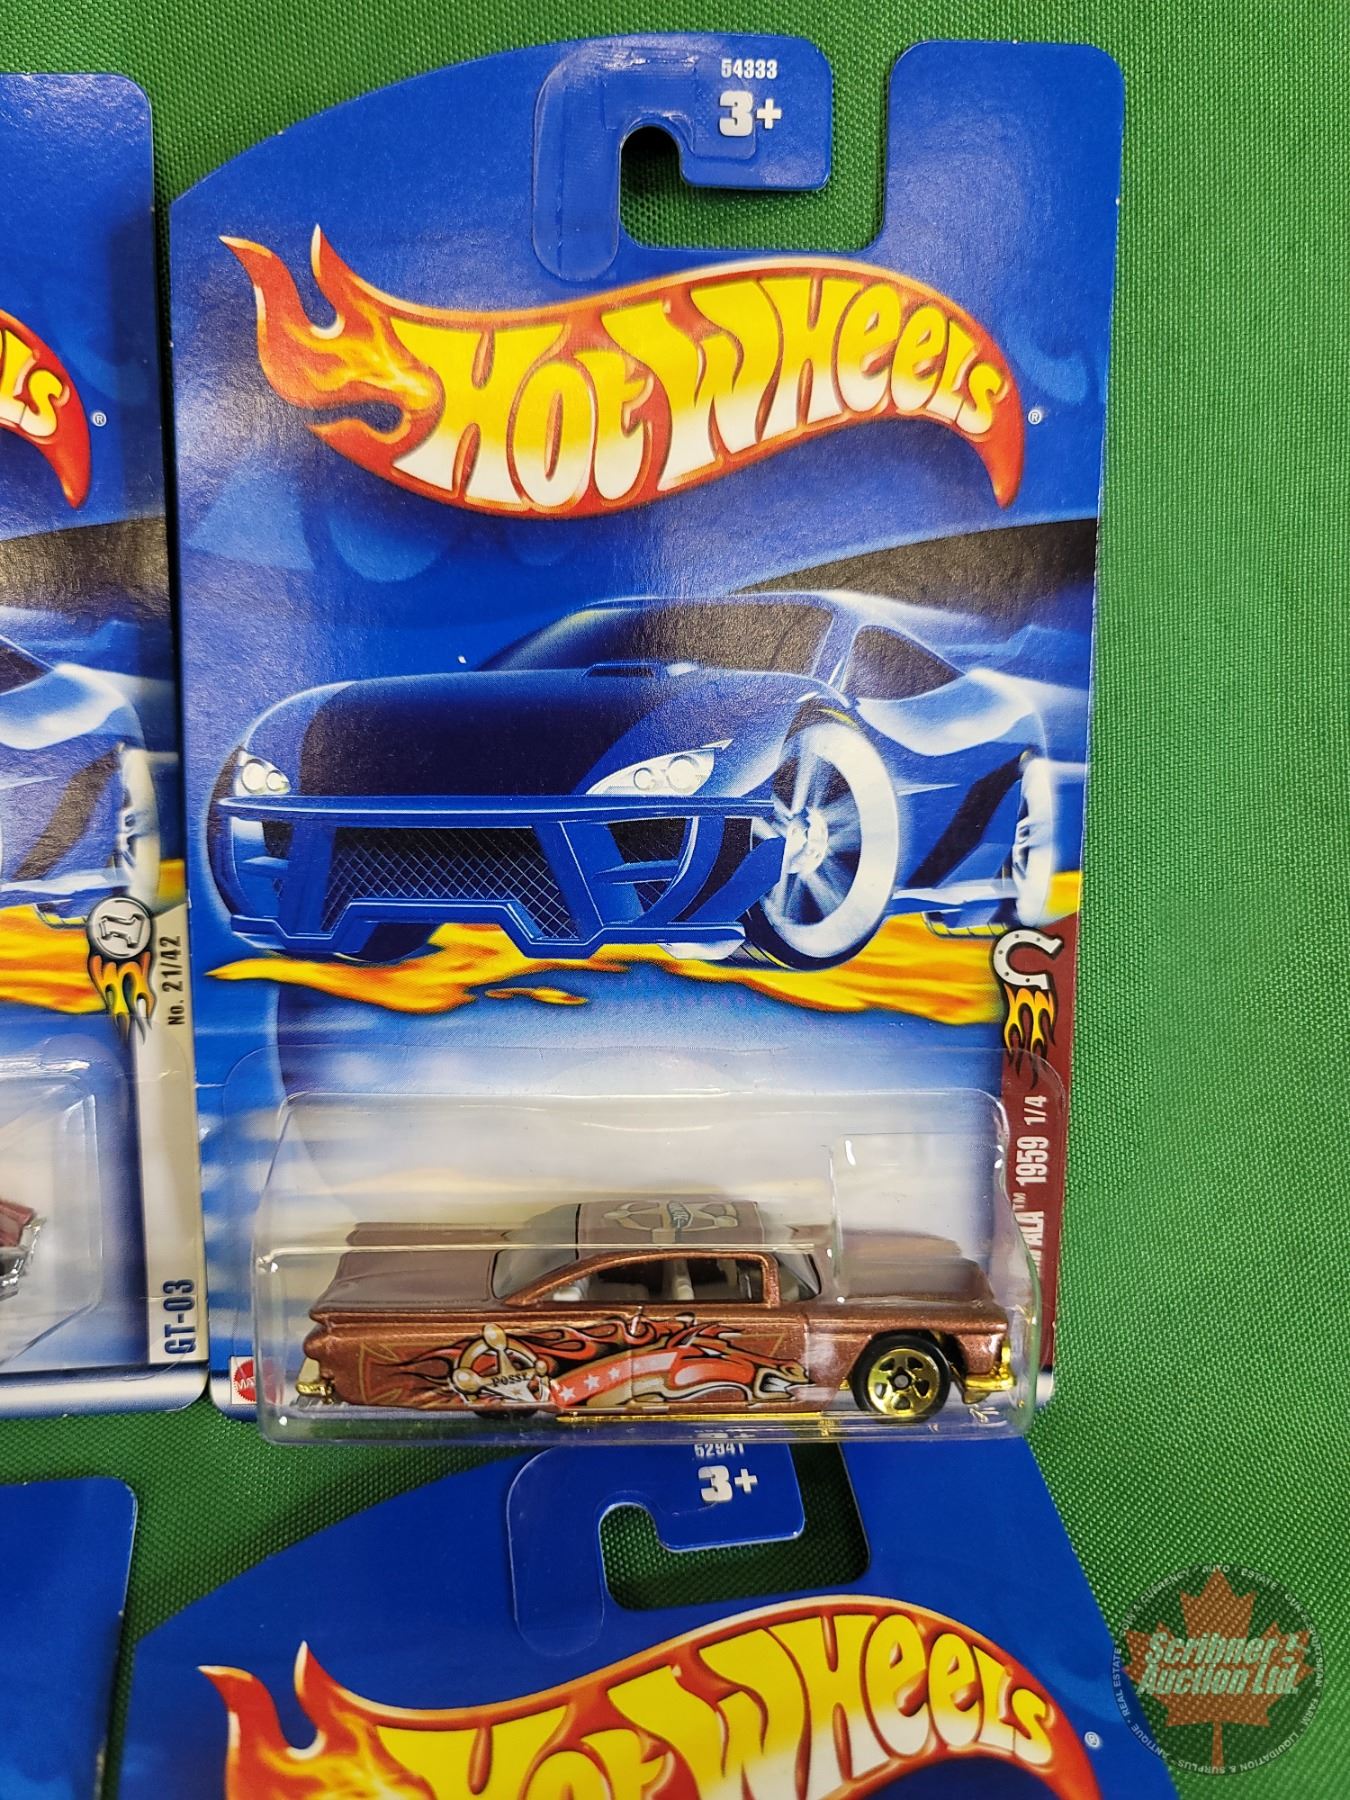 54333
3+
HOT WHEELS
®
ELS
®
No. 21/42
GT-03
1959 1/4
POSSE
52941
3+
HOT WHEELS
®
Scribner
Auction Ltd.